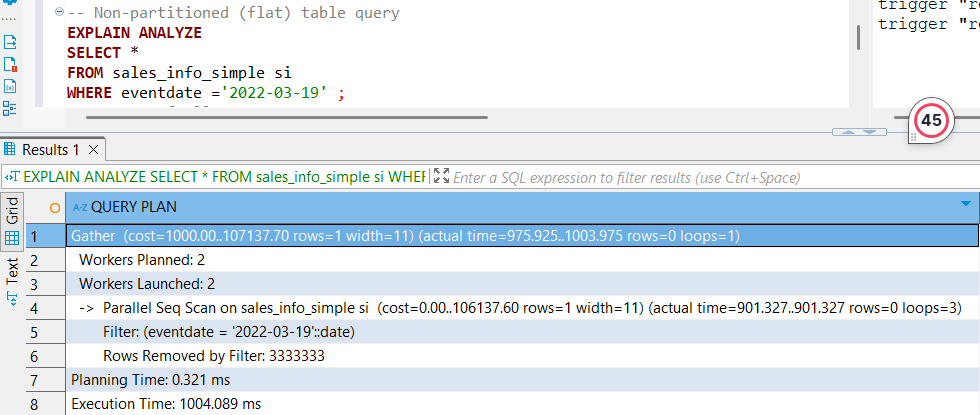 -- Non-partitioned (flat) table query
EXPLAIN ANALYZE
SELECT *
FROM sales_info_simple si
WHERE eventdate ='2022-03-19' ;
trigger "re
trigger "re
45
Results 1
EXPLAIN ANALYZE SELECT * FROM sales_info_simple si WHER
Enter a SQL expression to filter results (use Ctrl+Space)
Grid
Text
A-Z QUERY PLAN
1 Gather (cost=1000.00..107137.70 rows=1 width=11) (actual time=975.925..1003.975 rows=0 loops=1)
2 Workers Planned: 2
3 Workers Launched: 2
4 -> Parallel Seq Scan on sales_info_simple si (cost=0.00..106137.60 rows=1 width=11) (actual time=901.327..901.327 rows=0 loops=3)
5 Filter: (eventdate = '2022-03-19'::date)
6 Rows Removed by Filter: 3333333
7 Planning Time: 0.321 ms
8 Execution Time: 1004.089 ms